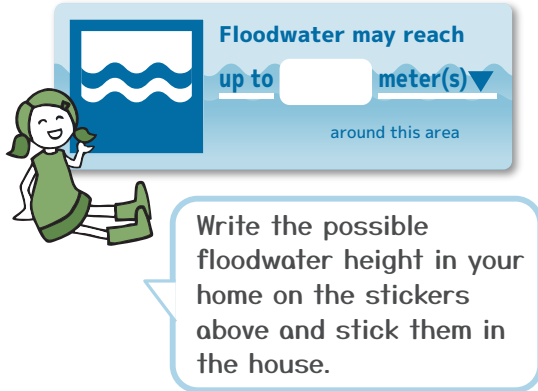 Floodwater may reach
up to meter(s)▼
around this area
Write the possible
floodwater height in your
home on the stickers
above and stick them in
the house.